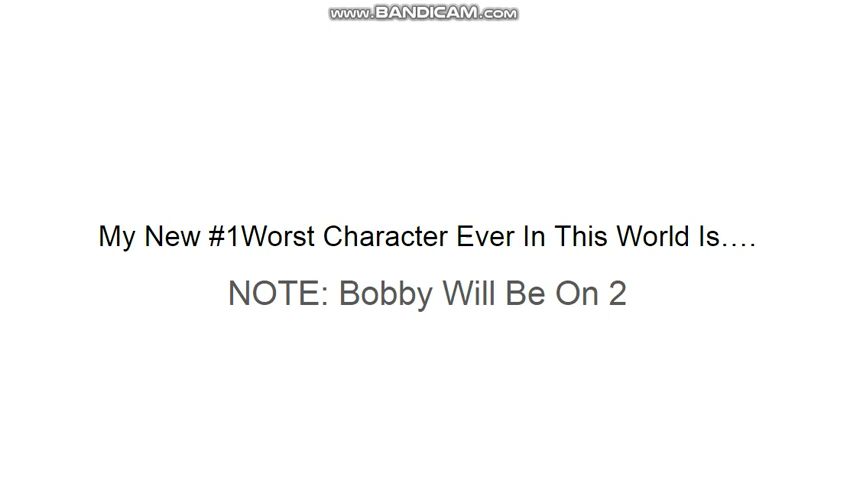 www.BANDICAM.com
My New #1Worst Character Ever In This World Is….
NOTE: Bobby Will Be On 2